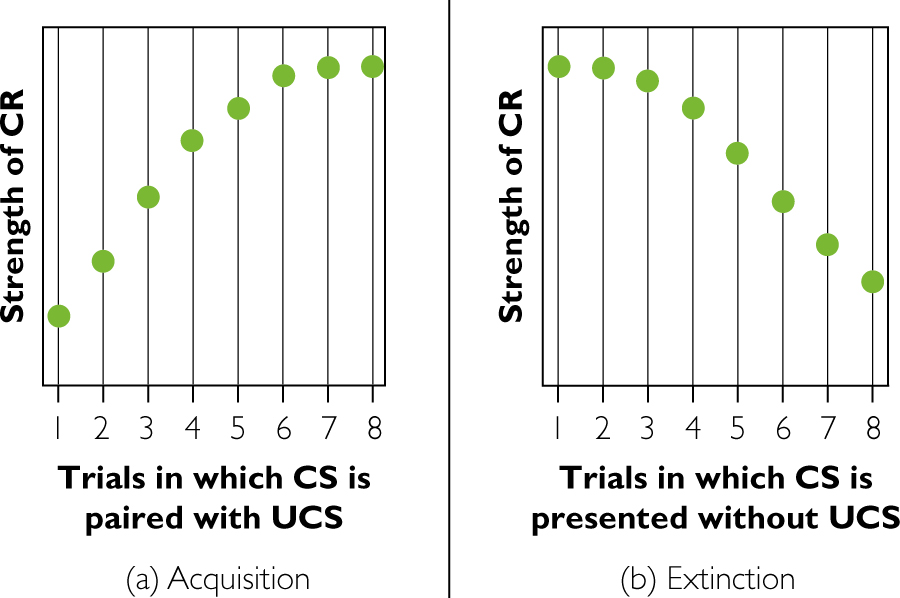 Strength of CR
1 2 3 4 5 6 7 8
Trials in which CS is
paired with UCS
(a) Acquisition
Strength of CR
1 2 3 4 5 6 7 8
Trials in which CS is
presented without UCS
(b) Extinction